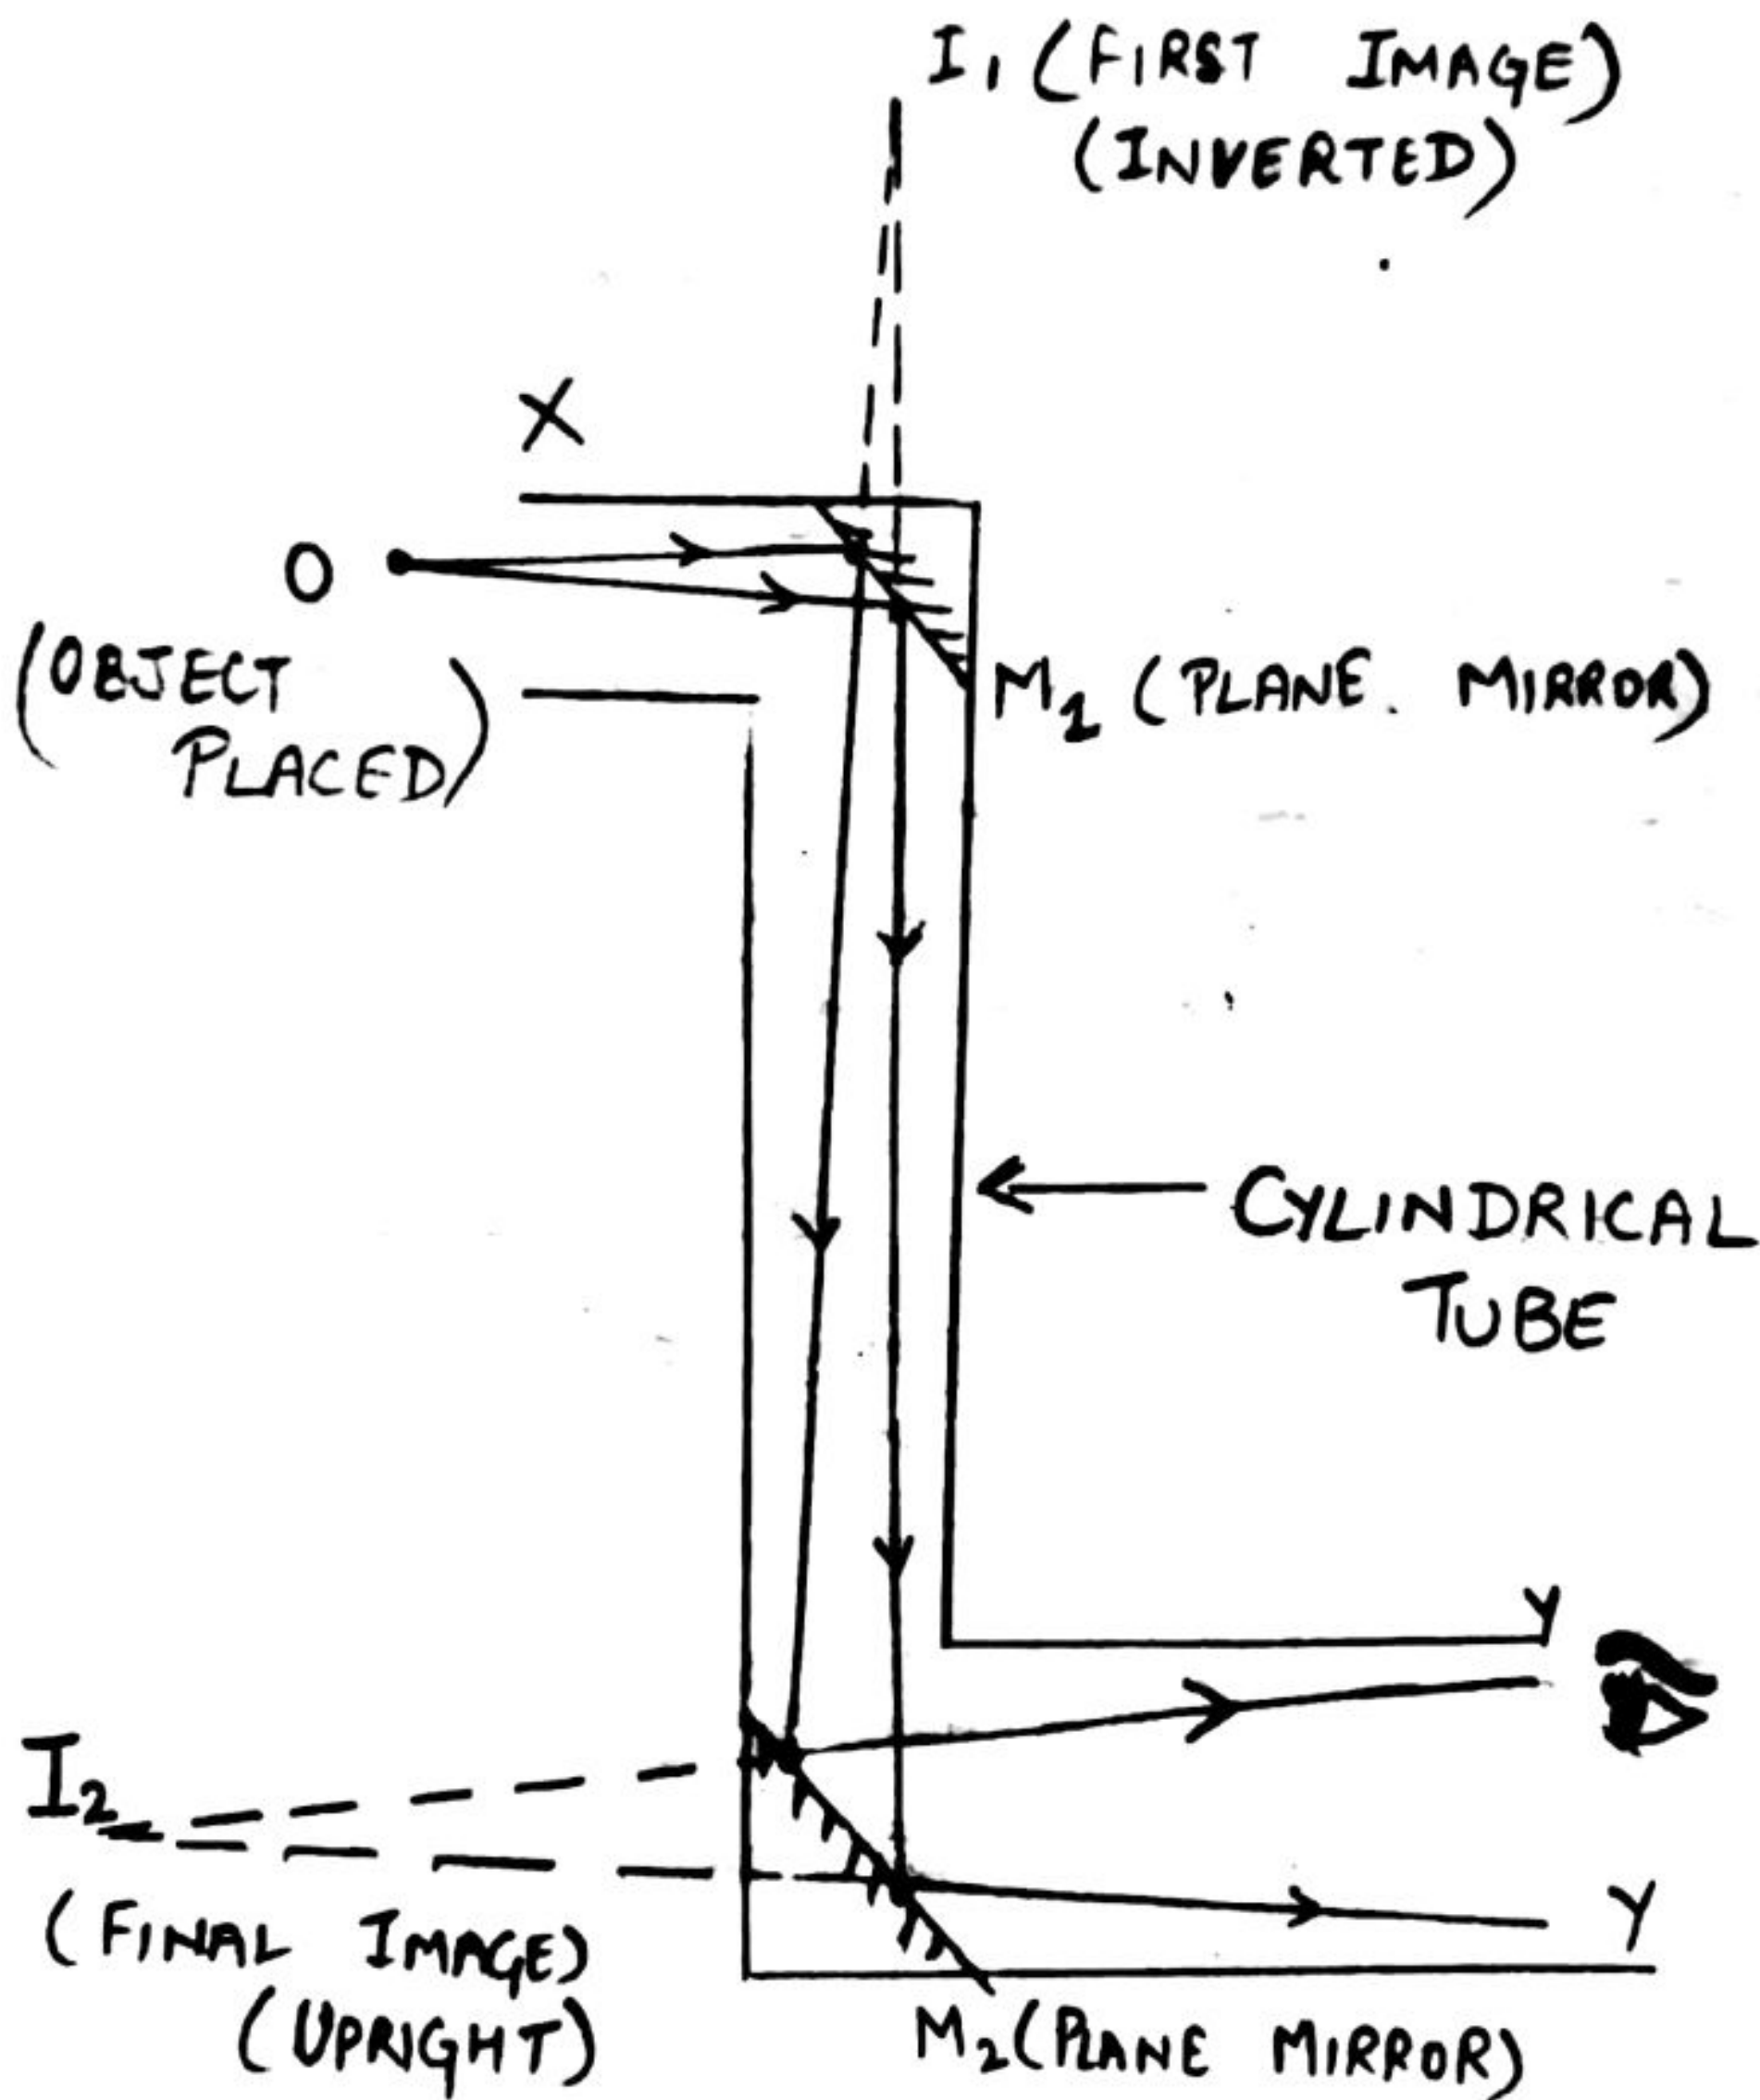 I₁ (FIRST IMAGE)
(INVERTED)
X
O
(OBJECT
PLACED)
M₁ (PLANE. MIRROR)
CYLINDRICAL
TUBE
Y
I₂
(FINAL IMAGE)
(UPRIGHT)
Y
M₂ (PLANE MIRROR)